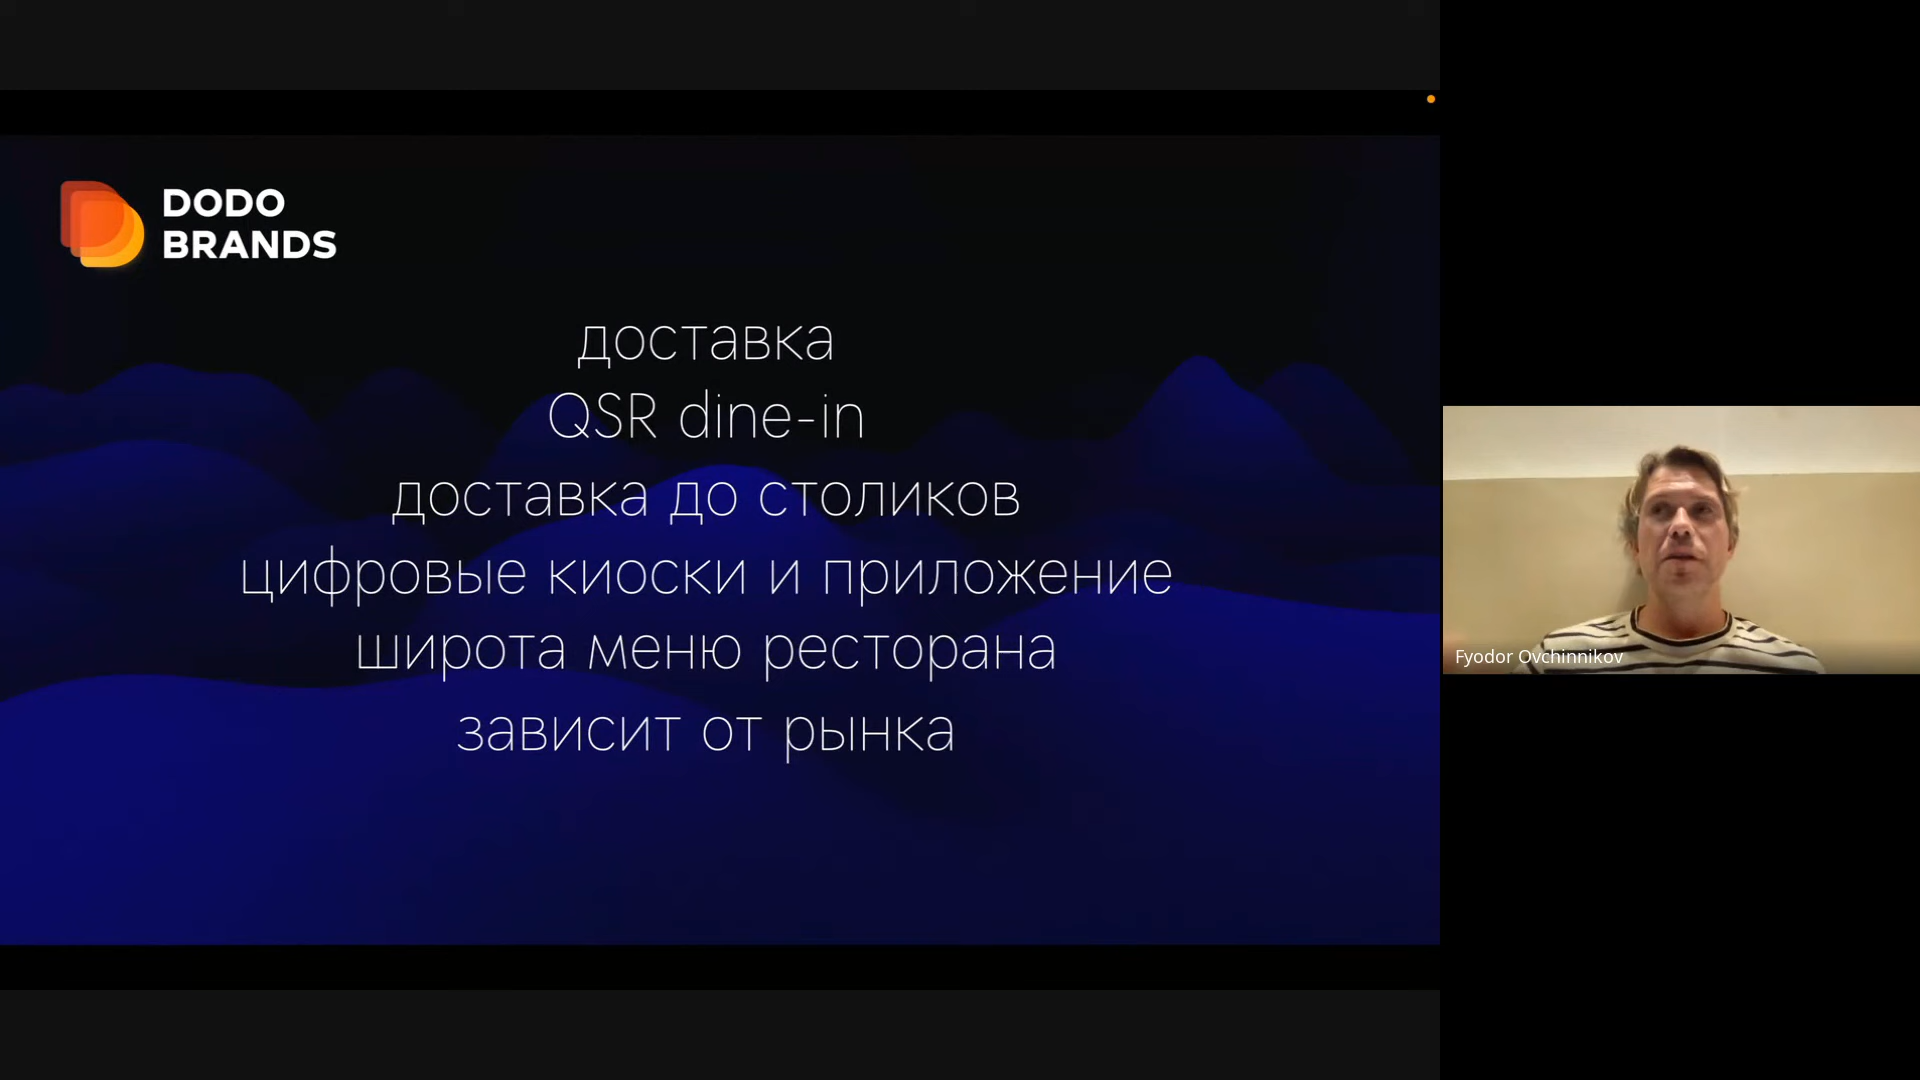 DODO
BRANDS
доставка
QSR dine-in
доставка до столиков
цифровые киоски и приложение
широта меню ресторана
зависит от рынка
Fyodor Ovchinnikov